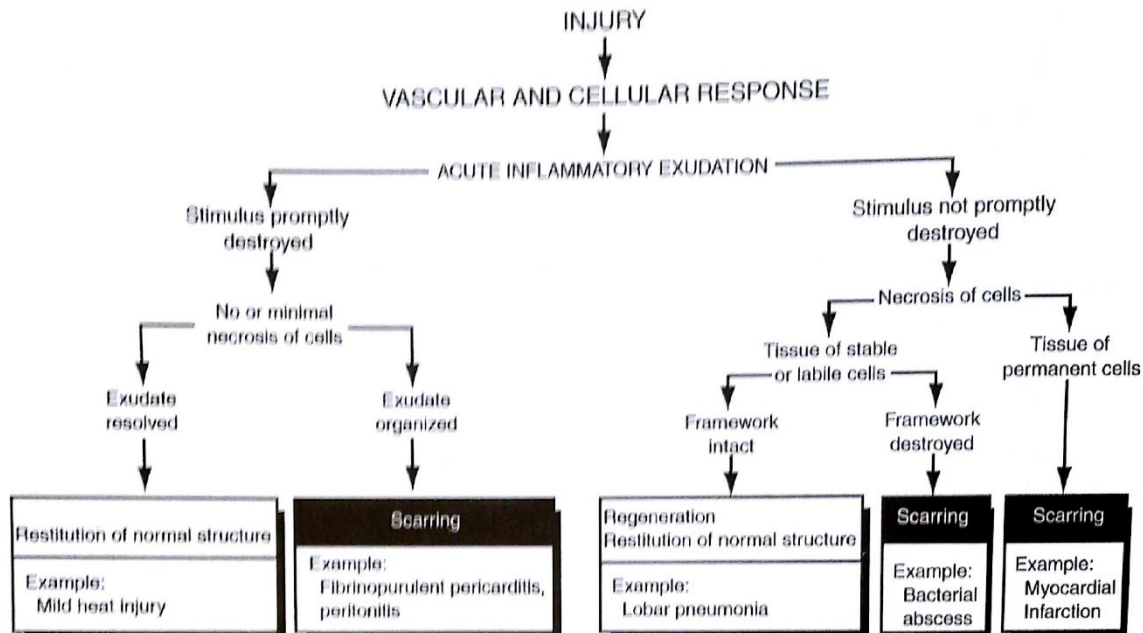 INJURY
VASCULAR AND CELLULAR RESPONSE
ACUTE INFLAMMATORY EXUDATION
Stimulus promptly
destroyed
No or minimal
necrosis of cells
Exudate
resolved
Exudate
organized
Restitution of normal structure
Example:
Mild heat injury
Scarring
Example:
Fibrinopurulent pericarditis,
peritonitis
Stimulus not promptly
destroyed
Necrosis of cells
Tissue of stable
or labile cells
Framework
intact
Framework
destroyed
Tissue of
permanent cells
Regeneration
Restitution of normal structure
Example:
Lobar pneumonia
Scarring
Example:
Bacterial
abscess
Scarring
Example:
Myocardial
Infarction